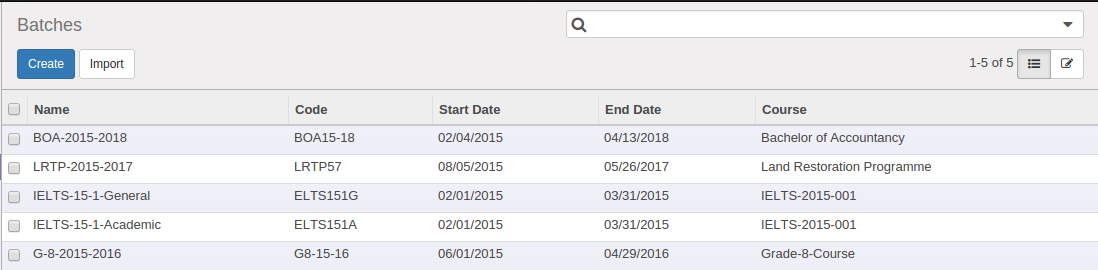 Batches
Create Import 1-5 of 5
Name Code Start Date End Date Course
BOA-2015-2018 BOA15-18 02/04/2015 04/13/2018 Bachelor of Accountancy
LRTP-2015-2017 LRTP57 08/05/2015 05/26/2017 Land Restoration Programme
IELTS-15-1-General ELTS151G 02/01/2015 03/31/2015 IELTS-2015-001
IELTS-15-1-Academic ELTS151A 02/01/2015 03/31/2015 IELTS-2015-001
G-8-2015-2016 G8-15-16 06/01/2015 04/29/2016 Grade-8-Course